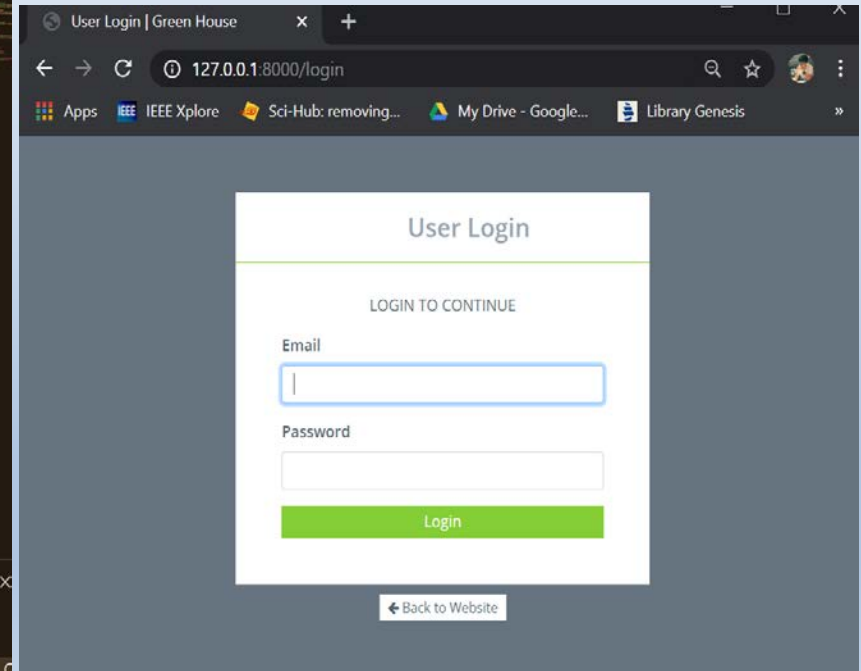 User Login | Green House
127.0.0.1:8000/login
Apps IEEE IEEE Xplore Sci-Hub: removing... My Drive - Google... Library Genesis »
User Login
LOGIN TO CONTINUE
Email
Password
Login
Back to Website